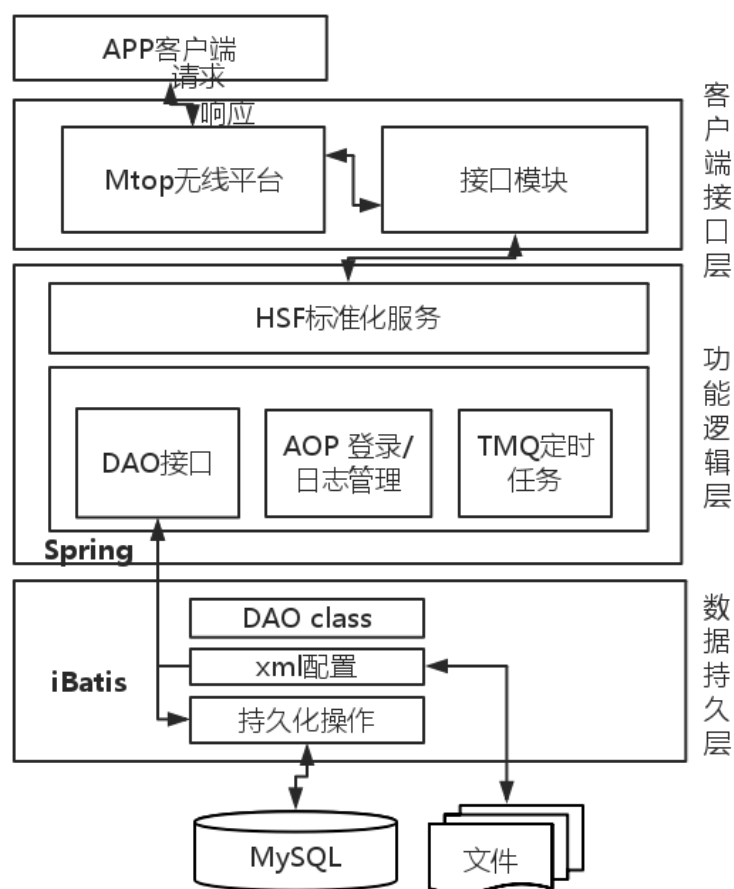 APP客户端
请求
响应
Mtop无线平台
接口模块
客户端接口层
HSF标准化服务
DAO接口
AOP 登录/
日志管理
TMQ定时
任务
功能逻辑层
Spring
DAO class
xml配置
iBatis
持久化操作
数据持久层
MySQL
文件